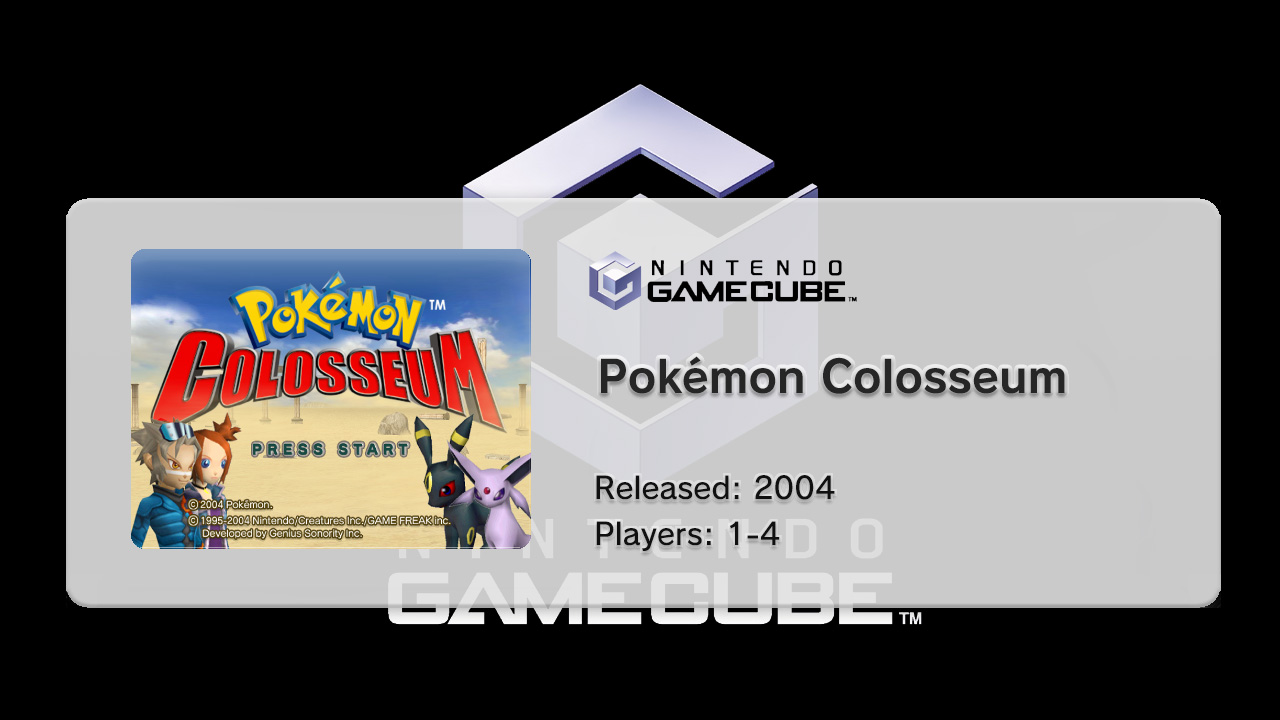 POKéMON™
COLOSSEUM
PRESS START
© 2004 Pokémon.
© 1995-2004 Nintendo/Creatures Inc./GAME FREAK inc.
Developed by Genius Sonority Inc.
NINTENDO
GAMECUBE™
Pokémon Colosseum
Released: 2004
Players: 1-4
NINTENDO
GAMECUBE™